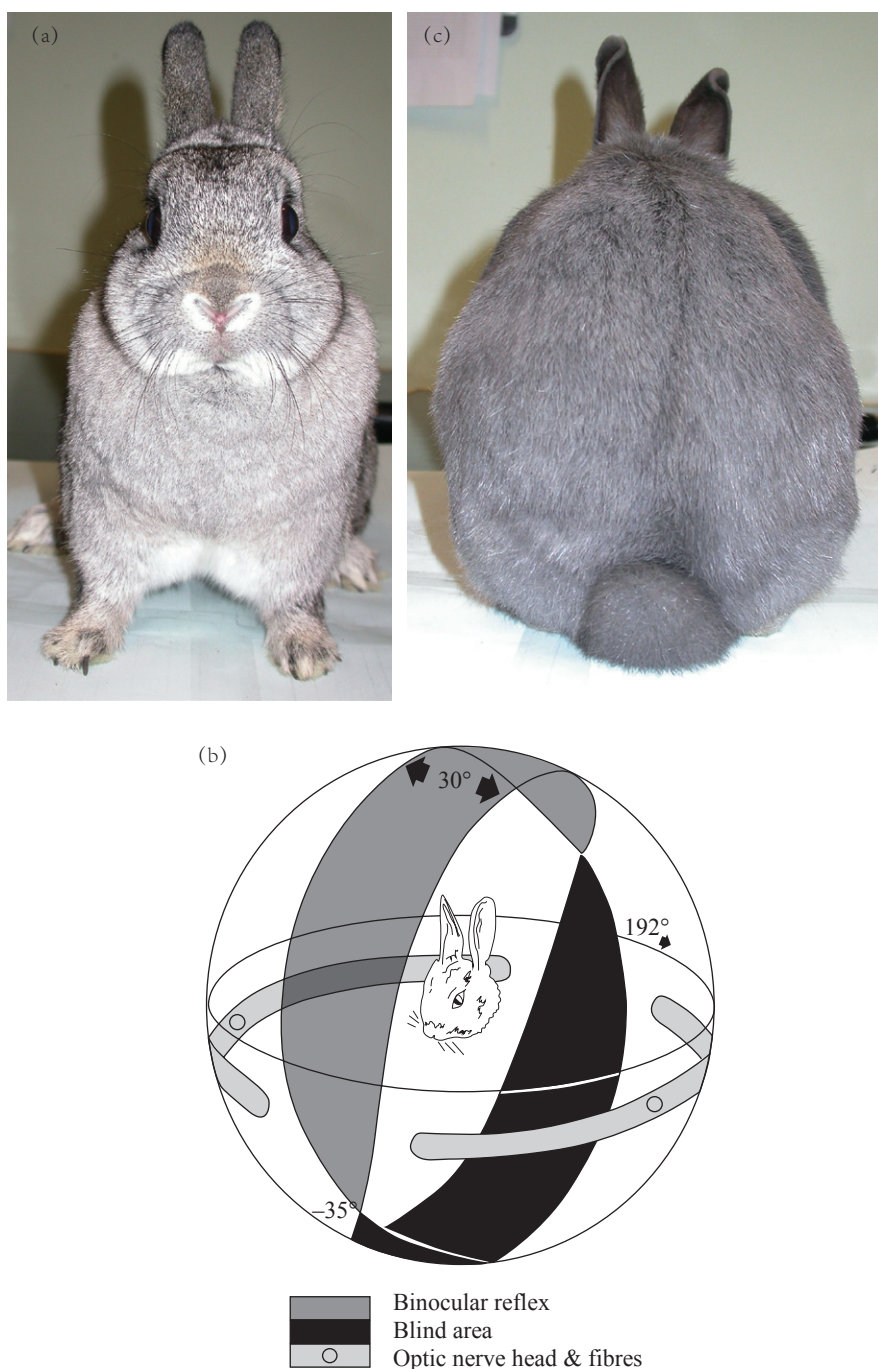 (a)
(c)
(b)
30°
192°
–35°
Binocular reflex
Blind area
Optic nerve head & fibres